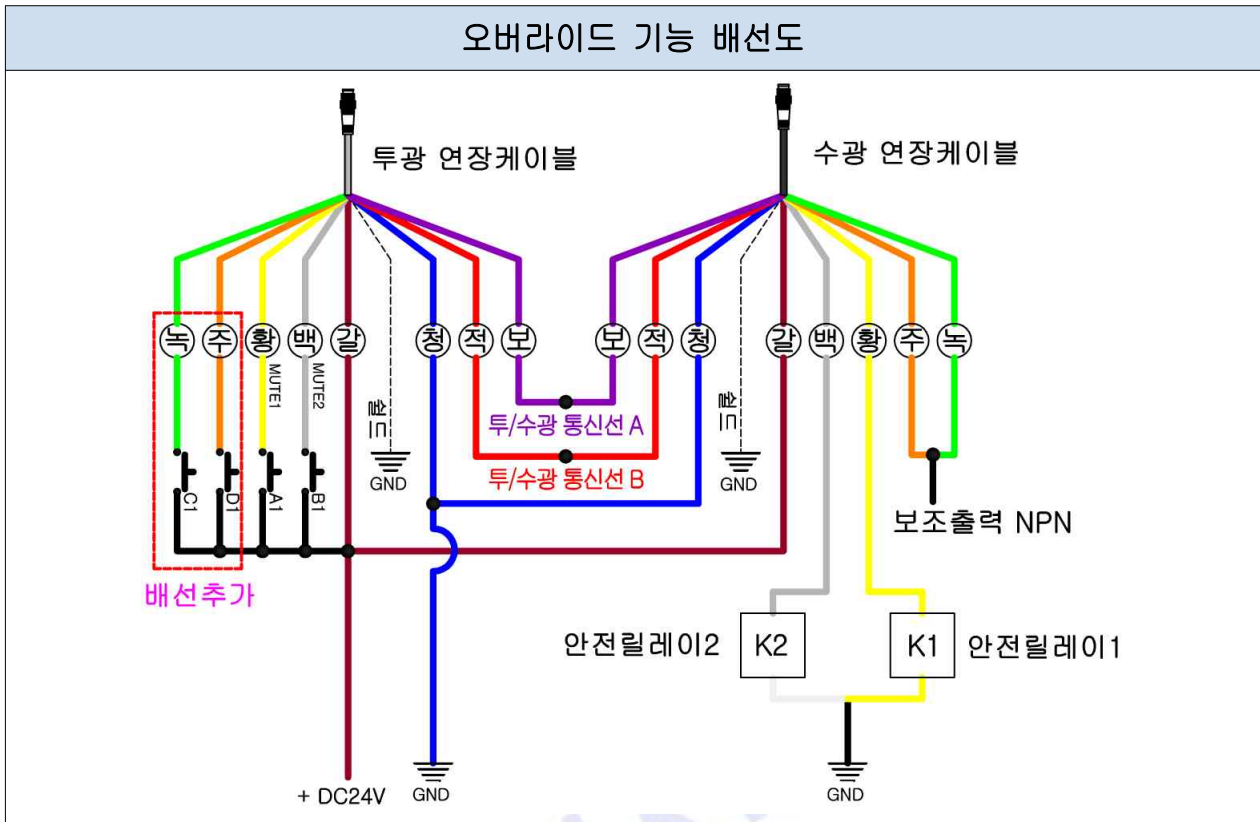 오버라이드 기능 배선도
투광 연장케이블
수광 연장케이블
녹 주 황 백 갈 청 적 보 보 적 청 갈 백 황 주 녹
MUTE1
MUTE2
쉴드
쉴드
투/수광 통신선 A
투/수광 통신선 B
GND
GND
C1
D1
A1
B1
보조출력 NPN
배선추가
안전릴레이2
K2
K1
안전릴레이1
+ DC24V
GND
GND